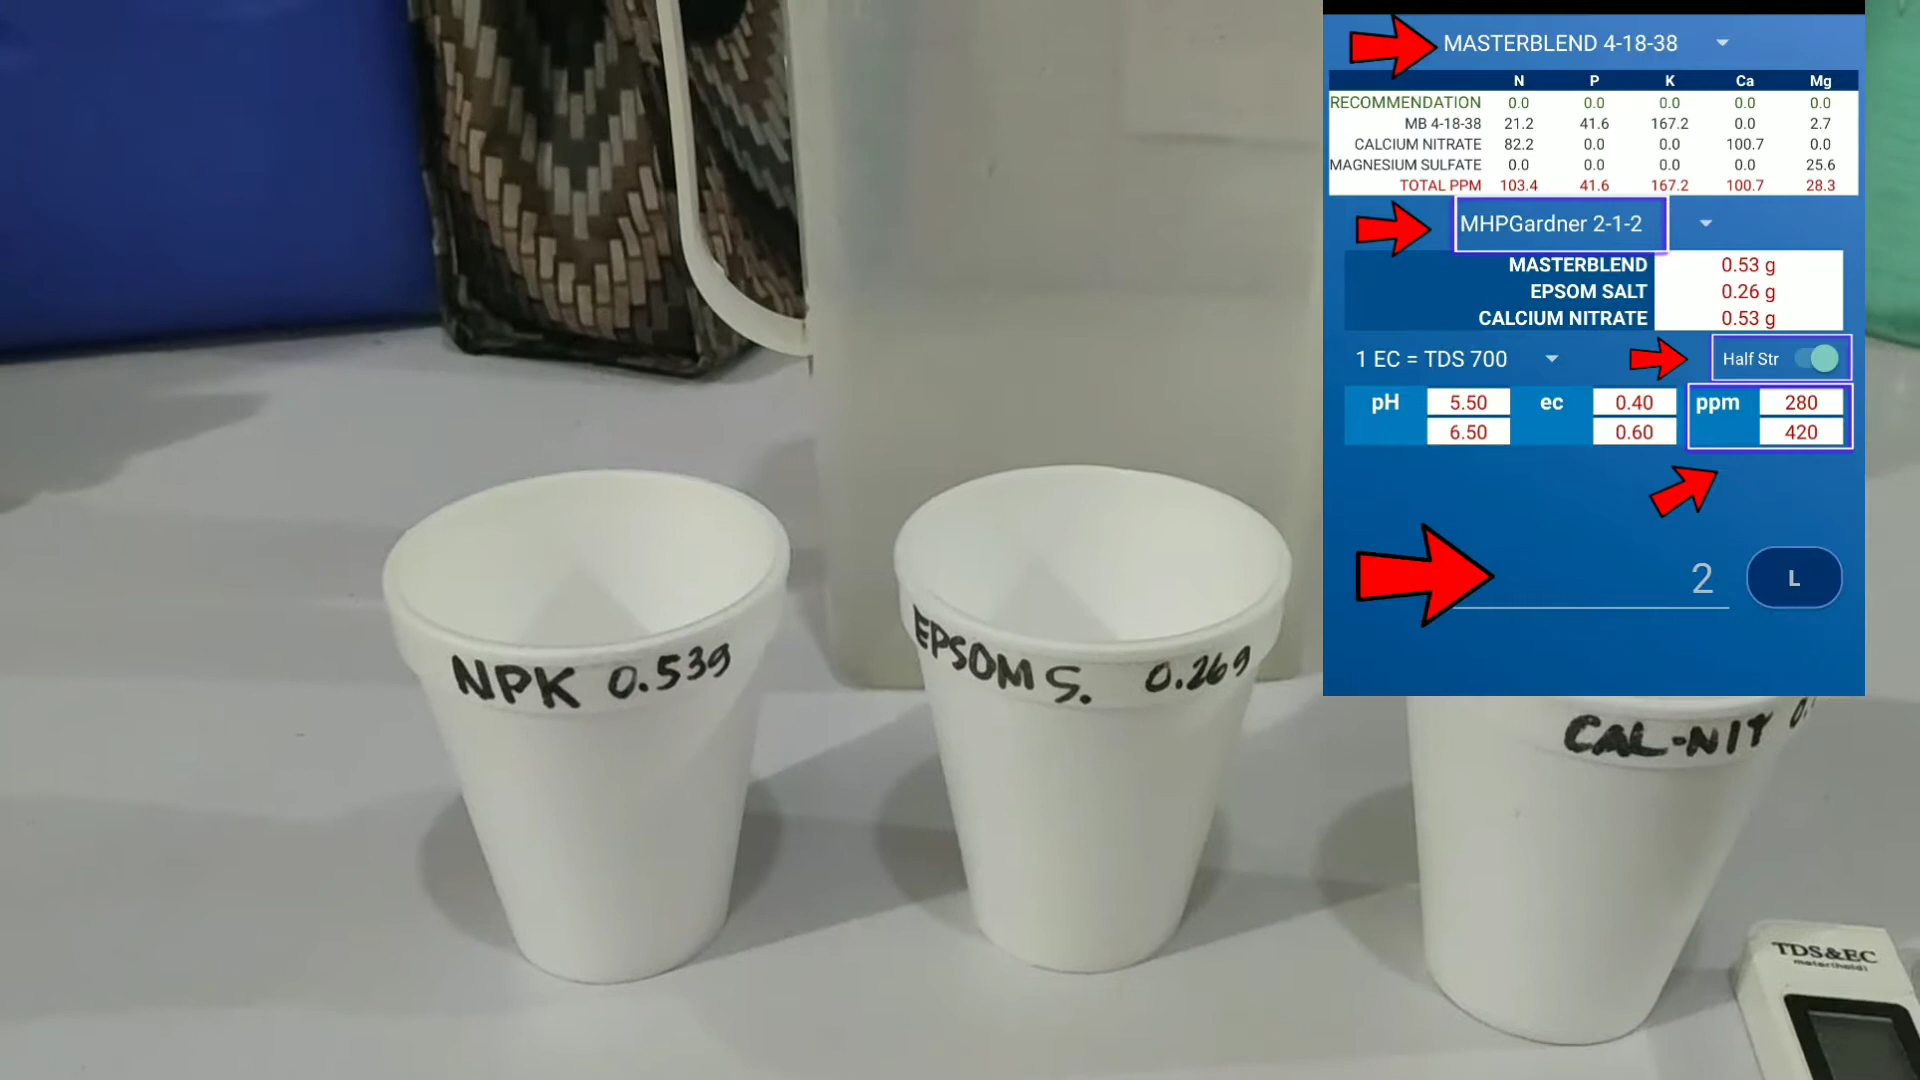 MASTERBLEND 4-18-38
N P K Ca Mg
RECOMMENDATION 0.0 0.0 0.0 0.0 0.0
MB 4-18-38 21.2 41.6 167.2 0.0 2.7
CALCIUM NITRATE 82.2 0.0 0.0 100.7 0.0
MAGNESIUM SULFATE 0.0 0.0 0.0 0.0 25.6
TOTAL PPM 103.4 41.6 167.2 100.7 28.3
MHPGardner 2-1-2
MASTERBLEND 0.53 g
EPSOM SALT 0.26 g
CALCIUM NITRATE 0.53 g
1 EC = TDS 700 Half Str
pH 5.50 ec 0.40 ppm 280
6.50 0.60 420
2 L
NPK 0.53g
EPSOM S. 0.26g
CAL-NIT
TDS&EC
meter(hold)